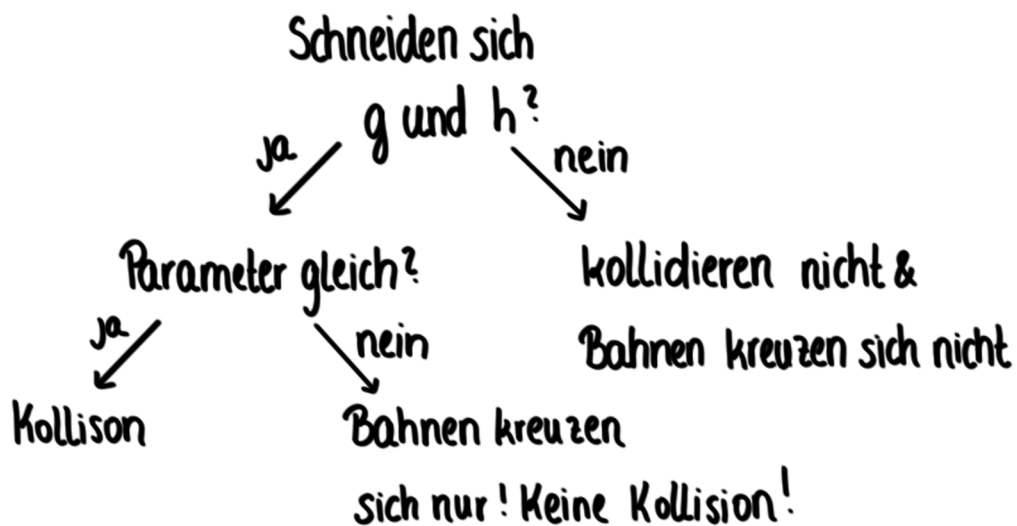 Schneiden sich
g und h?
ja
nein
Parameter gleich?
kollidieren nicht &
ja
nein
Bahnen kreuzen sich nicht
Kollison
Bahnen kreuzen
sich nur! Keine Kollision!